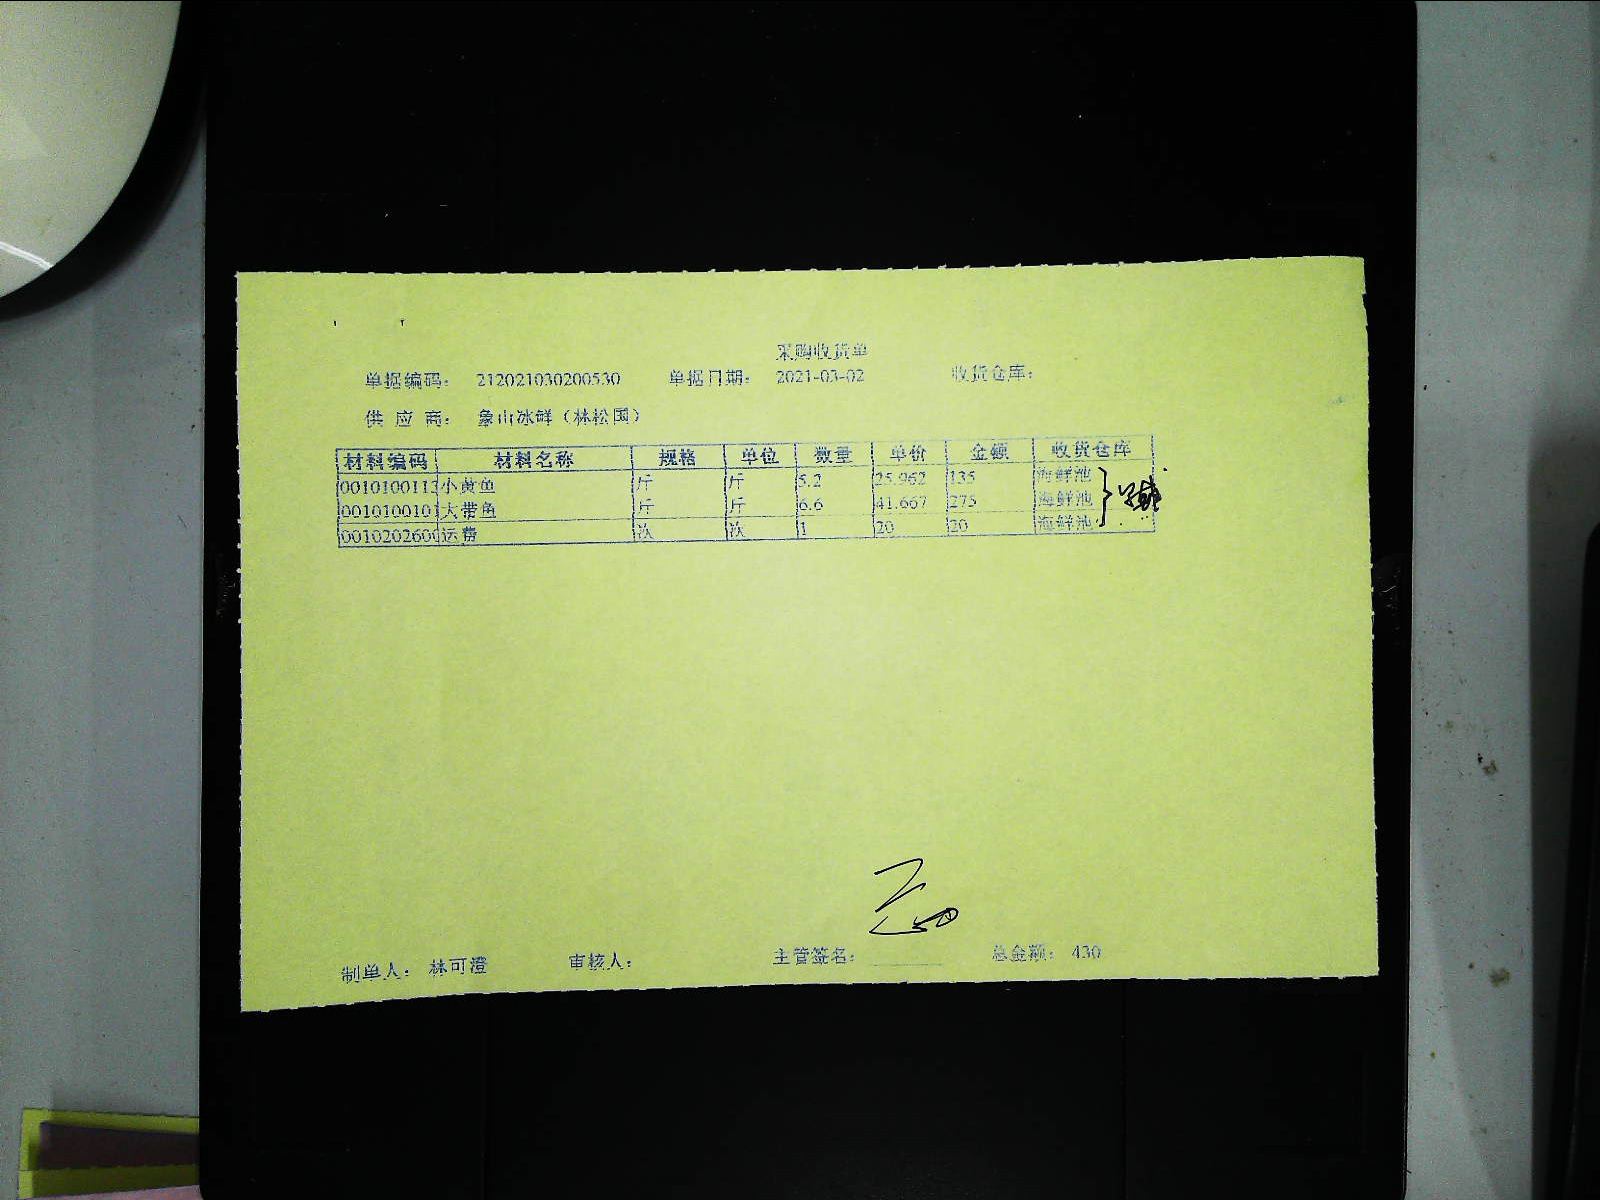 采购收货单
单据编码: 212021030200530 单据日期: 2021-03-02 收货仓库:
供应商: 象山冰鲜（林松国）
材料编码 材料名称 规格 单位 数量 单价 金额 收货仓库
001010011 小黄鱼 斤 斤 5.2 25.962 135 海鲜池
0010100101 大带鱼 斤 斤 6.6 41.667 275 海鲜池
001020260 运费 次 次 1 20 20 海鲜池
制单人: 林可澄 审核人: 主管签名: 总金额: 430